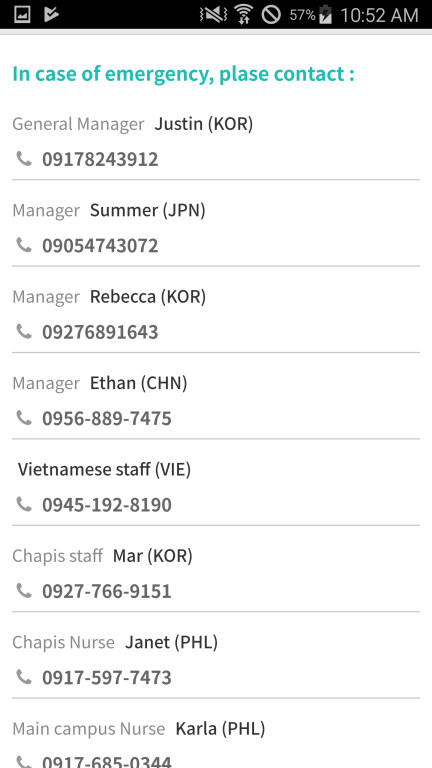 57% 10:52 AM
In case of emergency, plase contact :
General Manager Justin (KOR)
09178243912
Manager Summer (JPN)
09054743072
Manager Rebecca (KOR)
09276891643
Manager Ethan (CHN)
0956-889-7475
Vietnamese staff (VIE)
0945-192-8190
Chapis staff Mar (KOR)
0927-766-9151
Chapis Nurse Janet (PHL)
0917-597-7473
Main campus Nurse Karla (PHL)
0917-685-0344